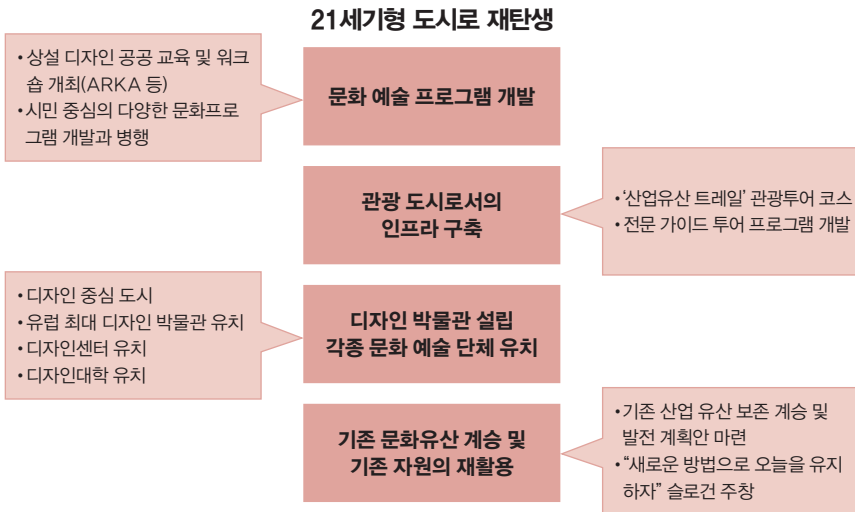 21세기형 도시로 재탄생
• 상설 디자인 공공 교육 및 워크
숍 개최(ARKA 등)
• 시민 중심의 다양한 문화프로
그램 개발과 병행
문화 예술 프로그램 개발
관광 도시로서의
인프라 구축
• ‘산업유산 트레일’ 관광투어 코스
• 전문 가이드 투어 프로그램 개발
• 디자인 중심 도시
• 유럽 최대 디자인 박물관 유치
• 디자인센터 유치
• 디자인대학 유치
디자인 박물관 설립
각종 문화 예술 단체 유치
기존 문화유산 계승 및
기존 자원의 재활용
• 기존 산업 유산 보존 계승 및
발전 계획안 마련
• “새로운 방법으로 오늘을 유지
하자” 슬로건 주창